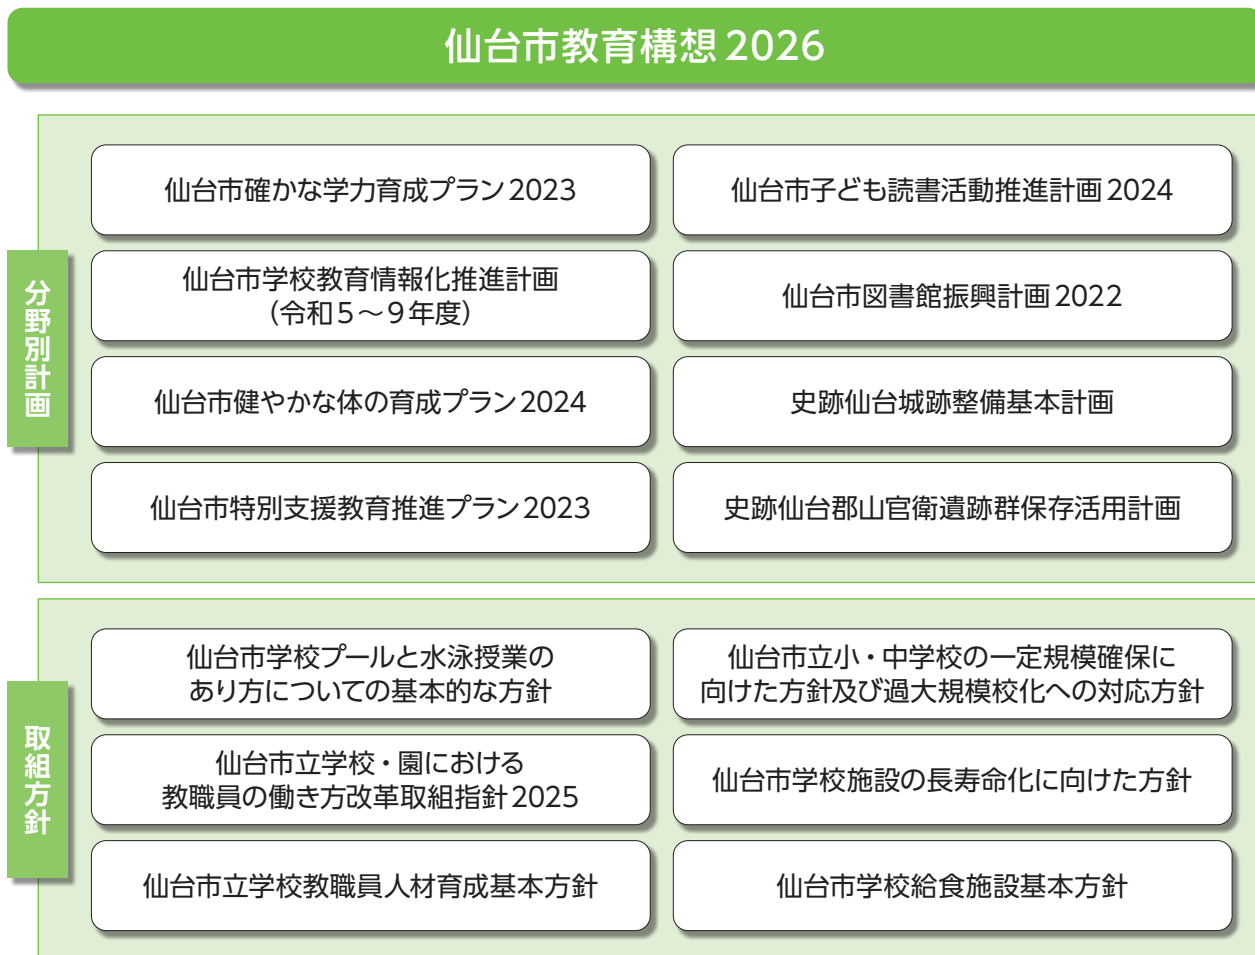 仙台市教育構想2026
分野別計画
仙台市確かな学力育成プラン2023
仙台市子ども読書活動推進計画2024
仙台市学校教育情報化推進計画
（令和5～9年度）
仙台市図書館振興計画2022
仙台市健やかな体の育成プラン2024
史跡仙台城跡整備基本計画
仙台市特別支援教育推進プラン2023
史跡仙台郡山官衙遺跡群保存活用計画
取組方針
仙台市学校プールと水泳授業の
あり方についての基本的な方針
仙台市立小・中学校の一定規模確保に
向けた方針及び過大規模校化への対応方針
仙台市立学校・園における
教職員の働き方改革取組指針2025
仙台市学校施設の長寿命化に向けた方針
仙台市立学校教職員人材育成基本方針
仙台市学校給食施設基本方針